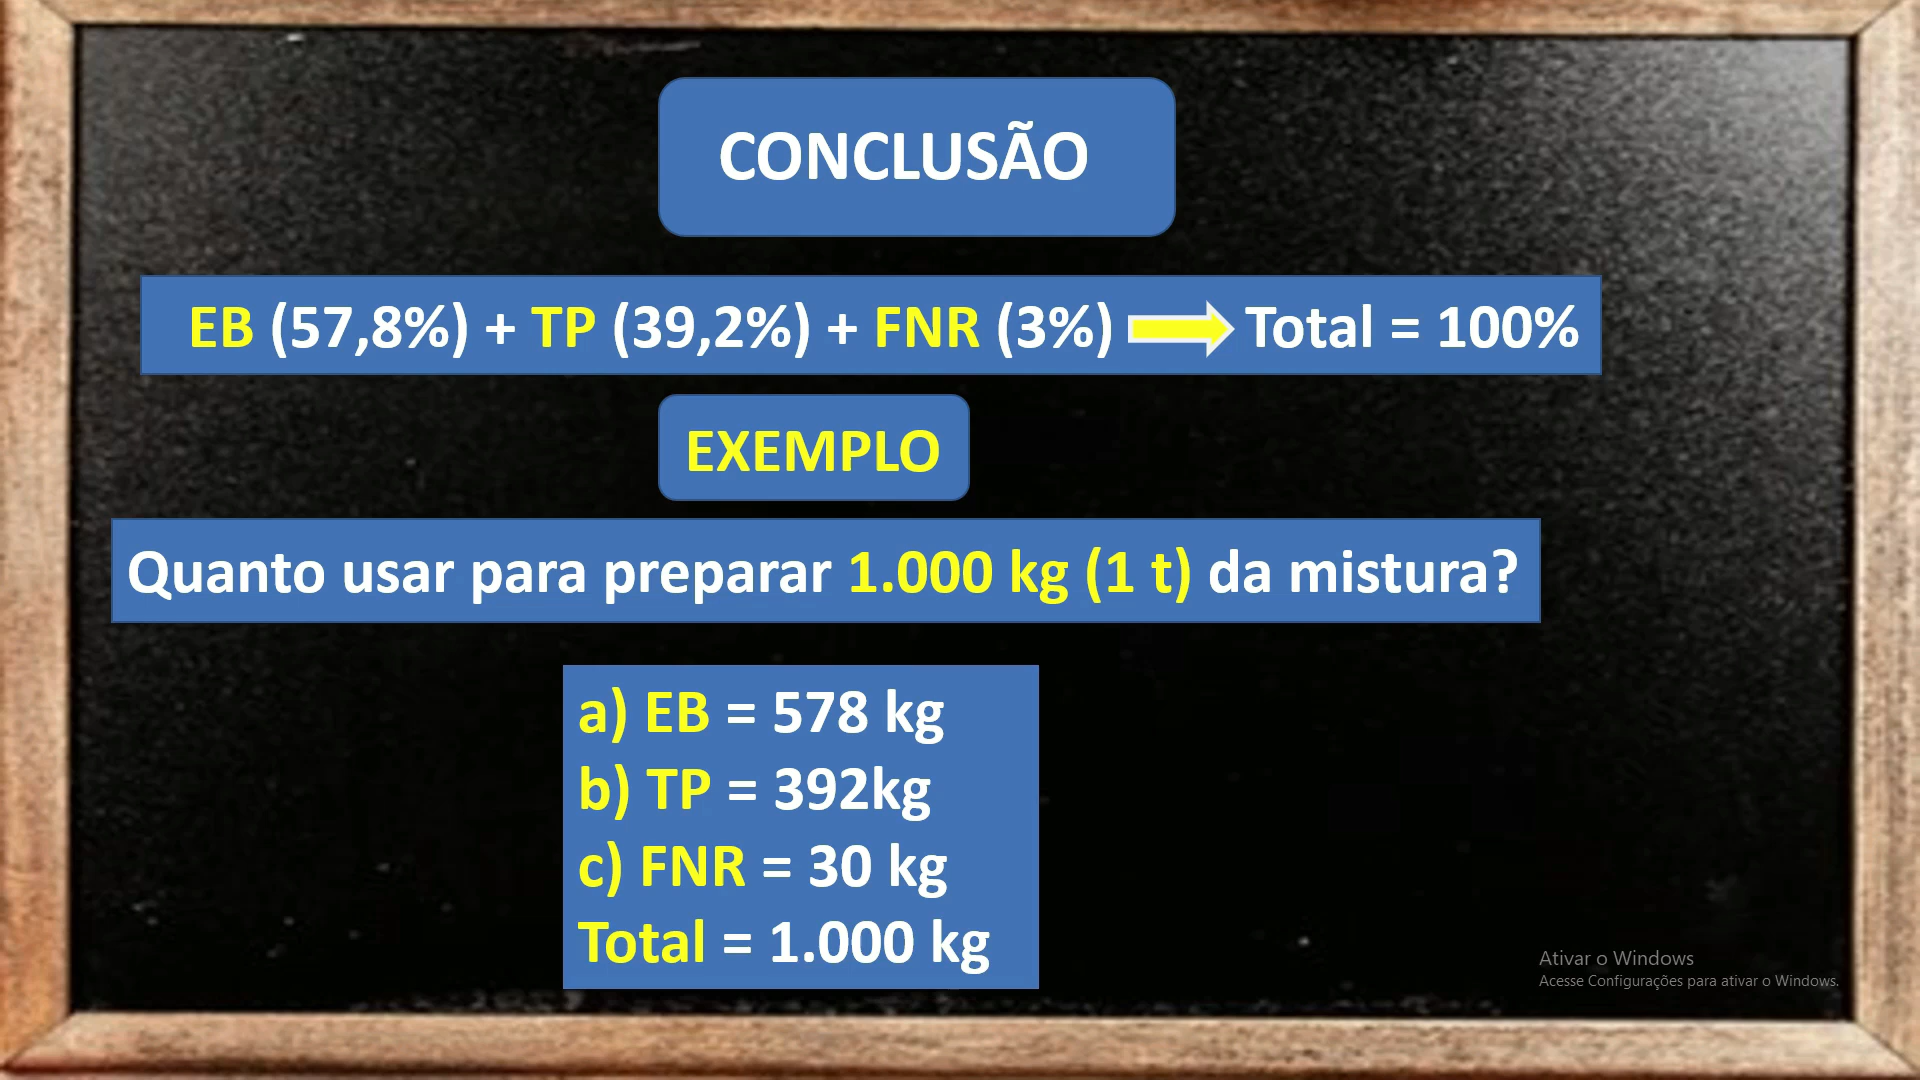 CONCLUSÃO
EB (57,8%) + TP (39,2%) + FNR (3%) Total = 100%
EXEMPLO
Quanto usar para preparar 1.000 kg (1 t) da mistura?
a) EB = 578 kg
b) TP = 392kg
c) FNR = 30 kg
Total = 1.000 kg
Ativar o Windows
Acesse Configurações para ativar o Windows.